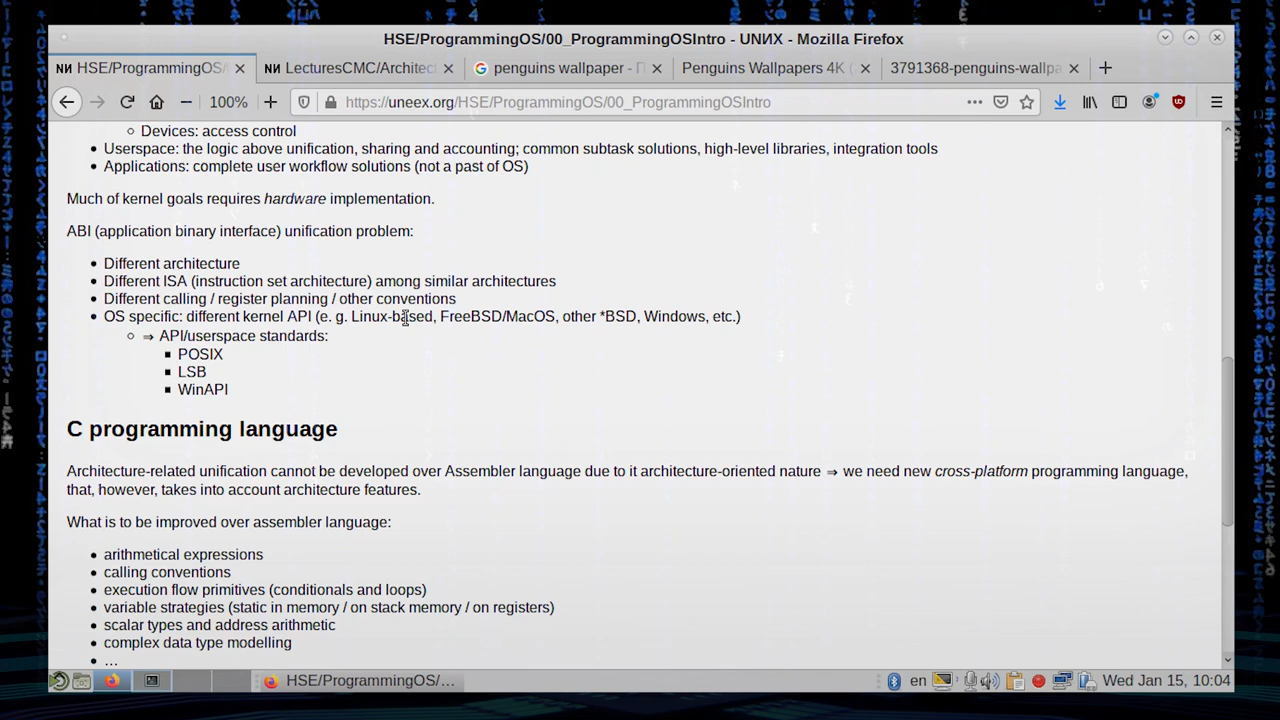 HSE/ProgrammingOS/00_ProgrammingOSIntro - UNИX - Mozilla Firefox
NИ HSE/ProgrammingOS/
NИ LecturesCMC/Architec
penguins wallpaper - П
Penguins Wallpapers 4K (
3791368-penguins-wallpa
100%
https://uneex.org/HSE/ProgrammingOS/00_ProgrammingOSIntro
Devices: access control
Userspace: the logic above unification, sharing and accounting; common subtask solutions, high-level libraries, integration tools
Applications: complete user workflow solutions (not a past of OS)
Much of kernel goals requires hardware implementation.
ABI (application binary interface) unification problem:
Different architecture
Different ISA (instruction set architecture) among similar architectures
Different calling / register planning / other conventions
OS specific: different kernel API (e. g. Linux-based, FreeBSD/MacOS, other *BSD, Windows, etc.)
⇒ API/userspace standards:
POSIX
LSB
WinAPI
C programming language
Architecture-related unification cannot be developed over Assembler language due to it architecture-oriented nature ⇒ we need new cross-platform programming language,
that, however, takes into account architecture features.
What is to be improved over assembler language:
arithmetical expressions
calling conventions
execution flow primitives (conditionals and loops)
variable strategies (static in memory / on stack memory / on registers)
scalar types and address arithmetic
complex data type modelling
…
HSE/ProgrammingOS/...
en
Wed Jan 15, 10:04